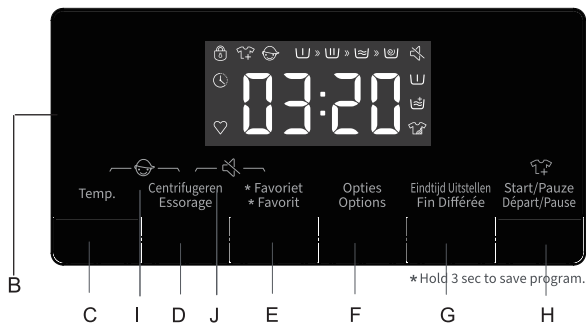 03:20
Temp.
Centrifugeren
Essorage
* Favoriet
* Favorit
Opties
Options
Eindtijd Uitstellen
Fin Différée
Start/Pauze
Départ/Pause
* Hold 3 sec to save program.
B
C I D J E F G H